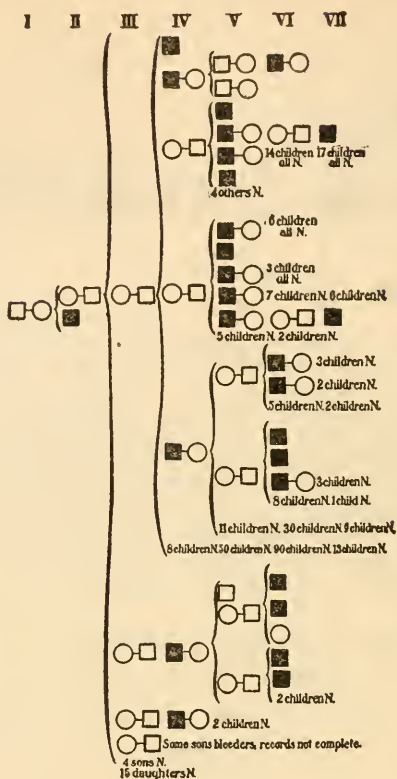 I II III IV V VI VII
14 children 17 children
all N. all N.
4 others N.
6 children
all N.
3 children
all N.
7 children N. 6 children N.
5 children N. 2 children N.
3 children N.
2 children N.
5 children N. 2 children N.
3 children N.
8 children N. 1 child N.
11 children N. 30 children N. 9 children N.
8 children N. 50 children N. 90 children N. 13 children N.
2 children N.
2 children N.
Some sons bleeders, records not complete.
4 sons N.
15 daughters N.